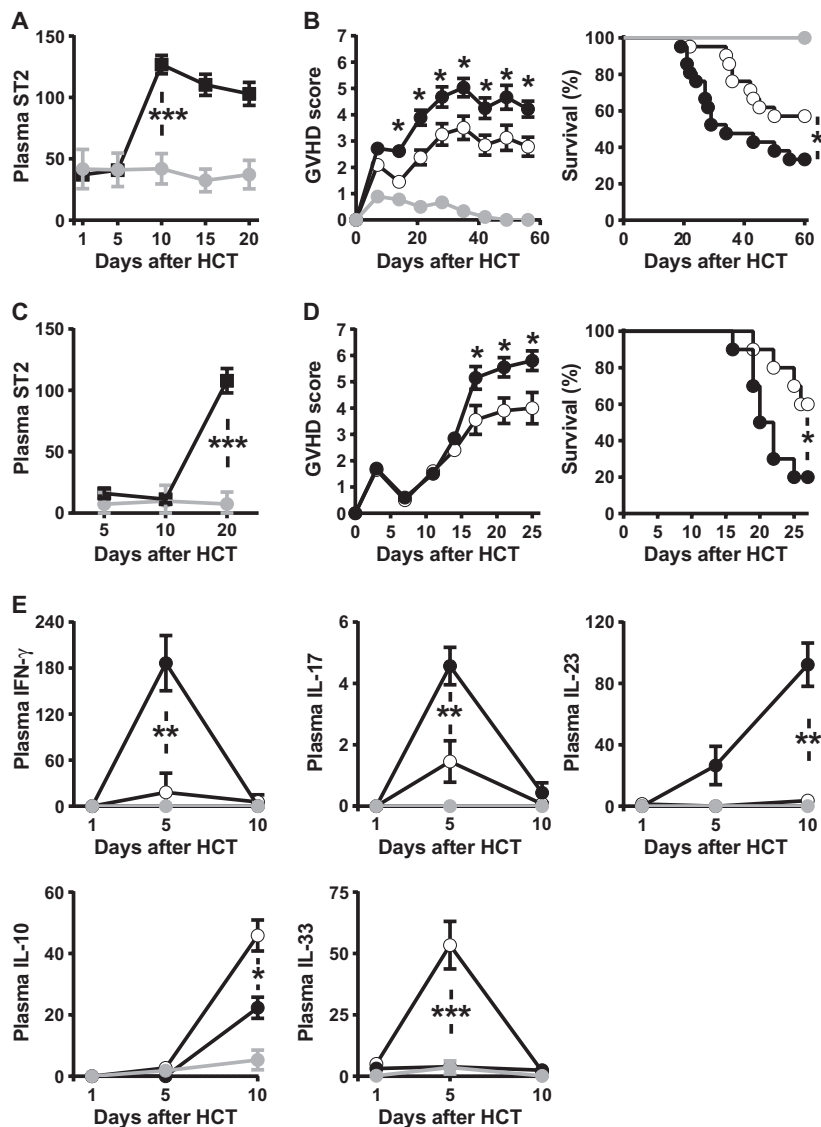 A
Plasma ST2
150
100
50
0
***
1 5 10 15 20
Days after HCT
B
GVHD score
7
6
5
4
3
2
1
0
* * * * * * *
0 20 40 60
Days after HCT
Survival (%)
100
80
60
40
20
0
*
0 20 40 60
Days after HCT
C
Plasma ST2
150
100
50
0
***
5 10 20
Days after HCT
D
GVHD score
7
6
5
4
3
2
1
0
* * *
0 5 10 15 20 25
Days after HCT
Survival (%)
100
80
60
40
20
0
*
0 5 10 15 20 25
Days after HCT
E
Plasma IFN-γ
240
180
120
60
0
**
1 5 10
Days after HCT
Plasma IL-17
6
4
2
0
**
1 5 10
Days after HCT
Plasma IL-23
120
80
40
0
**
1 5 10
Days after HCT
Plasma IL-10
60
40
20
0
*
1 5 10
Days after HCT
Plasma IL-33
75
50
25
0
***
1 5 10
Days after HCT